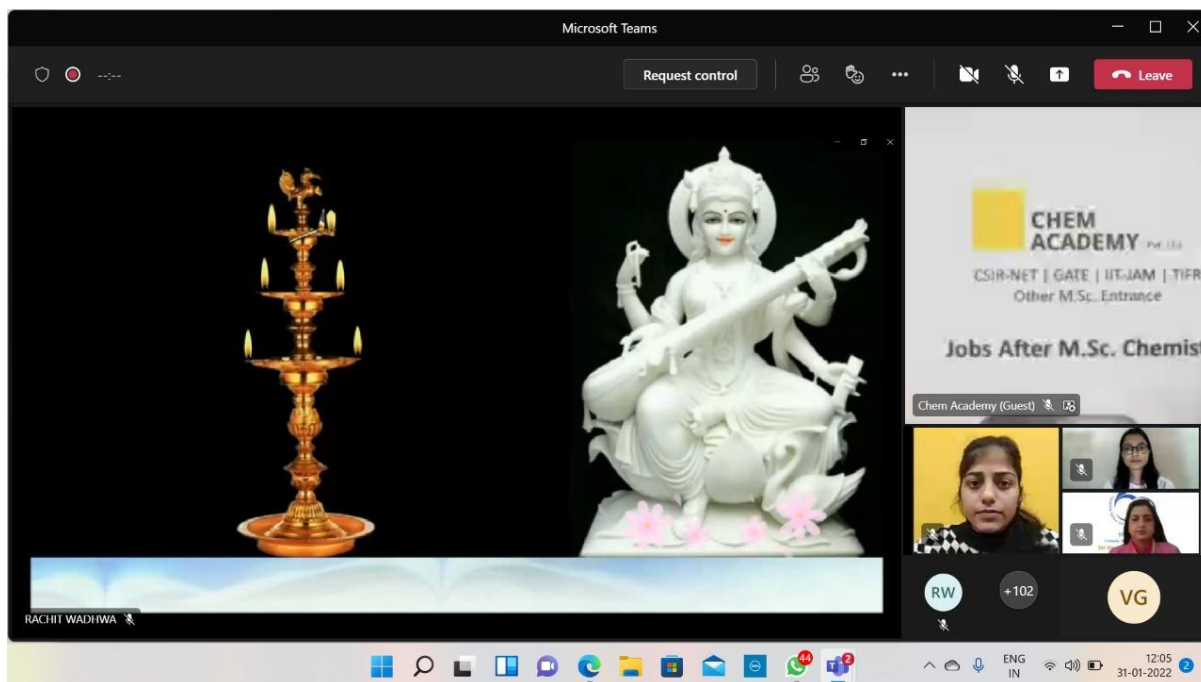 Microsoft Teams
--:--
Request control
Leave
CHEM
ACADEMY Pvt. Ltd.
CSIR-NET | GATE | IIT-JAM | TIFR
Other M.Sc. Entrance
Jobs After M.Sc. Chemist
Chem Academy (Guest)
RW
+102
VG
RACHIT WADHWA
44
2
ENG
IN
12:05
31-01-2022
2